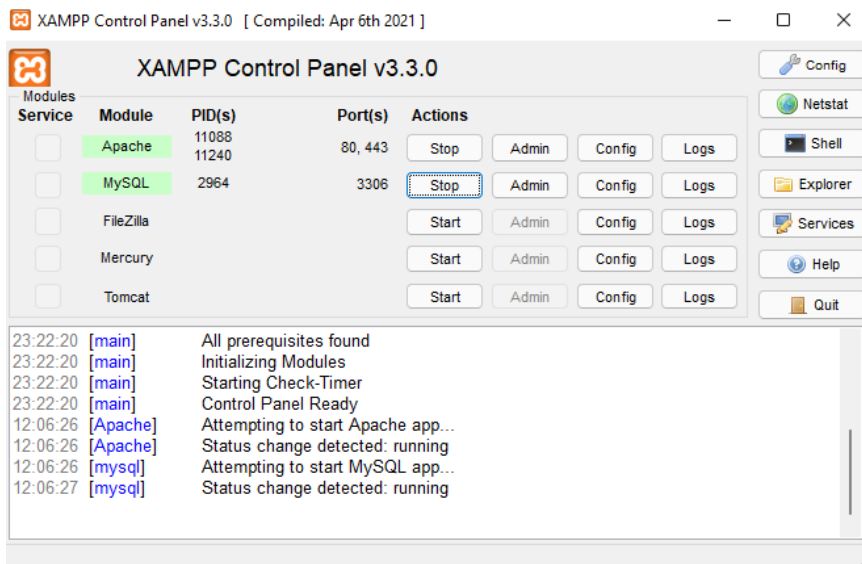 XAMPP Control Panel v3.3.0 [ Compiled: Apr 6th 2021 ]
XAMPP Control Panel v3.3.0
Config
Modules
Service Module PID(s) Port(s) Actions
Netstat
Apache 11088 11240 80, 443 Stop Admin Config Logs
Shell
MySQL 2964 3306 Stop Admin Config Logs
Explorer
FileZilla Start Admin Config Logs
Services
Mercury Start Admin Config Logs
Help
Tomcat Start Admin Config Logs
Quit
23:22:20 [main] All prerequisites found
23:22:20 [main] Initializing Modules
23:22:20 [main] Starting Check-Timer
23:22:20 [main] Control Panel Ready
12:06:26 [Apache] Attempting to start Apache app...
12:06:26 [Apache] Status change detected: running
12:06:26 [mysql] Attempting to start MySQL app...
12:06:27 [mysql] Status change detected: running